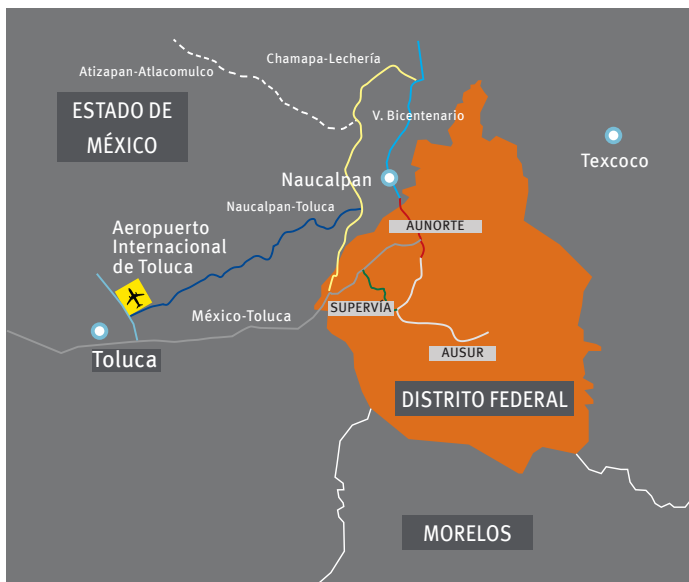 Chamapa-Lechería
Atizapan-Atlacomulco
ESTADO DE
MÉXICO
V. Bicentenario
Texcoco
Naucalpan
Naucalpan-Toluca
AUNORTE
Aeropuerto
Internacional
de Toluca
México-Toluca
SUPERVÍA
Toluca
AUSUR
DISTRITO FEDERAL
MORELOS